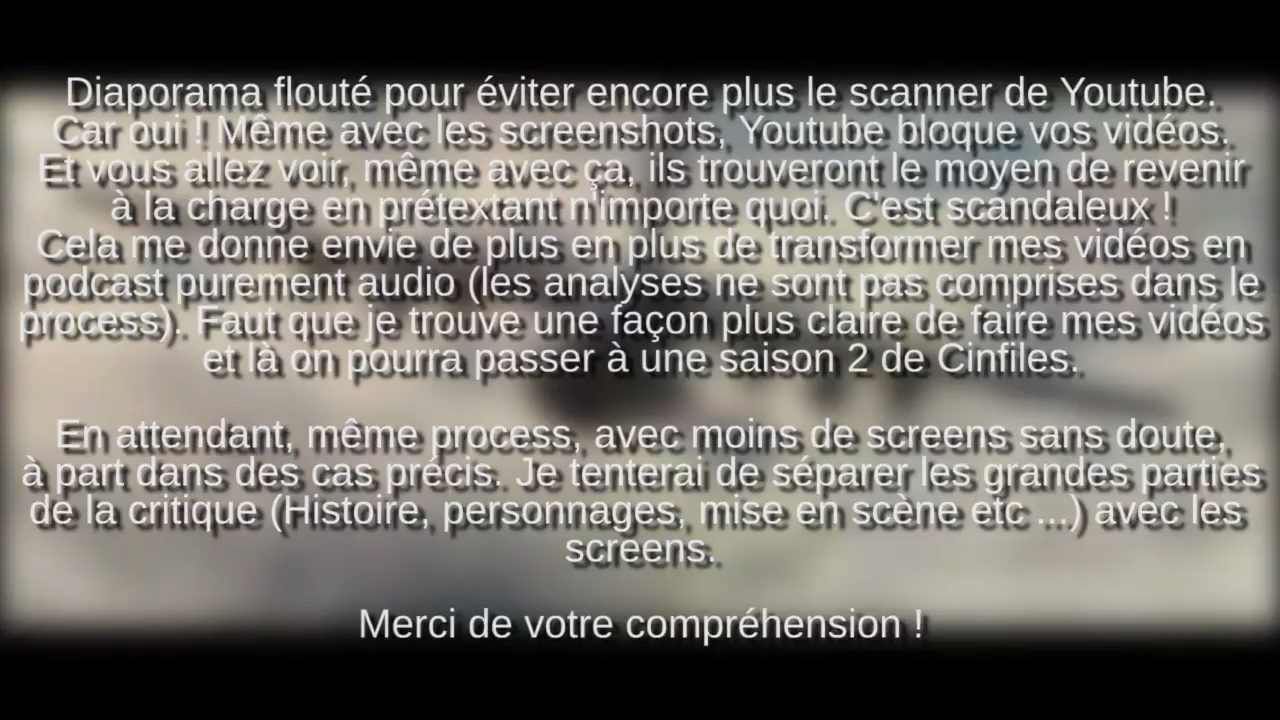 Diaporama flouté pour éviter encore plus le scanner de Youtube.
Car oui ! Même avec les screenshots, Youtube bloque vos vidéos.
Et vous allez voir, même avec ça, ils trouveront le moyen de revenir
à la charge en prétextant n'importe quoi. C'est scandaleux !
Cela me donne envie de plus en plus de transformer mes vidéos en
podcast purement audio (les analyses ne sont pas comprises dans le
process). Faut que je trouve une façon plus claire de faire mes vidéos
et là on pourra passer à une saison 2 de Cinfiles.
En attendant, même process, avec moins de screens sans doute,
à part dans des cas précis. Je tenterai de séparer les grandes parties
de la critique (Histoire, personnages, mise en scène etc ...) avec les
screens.
Merci de votre compréhension !